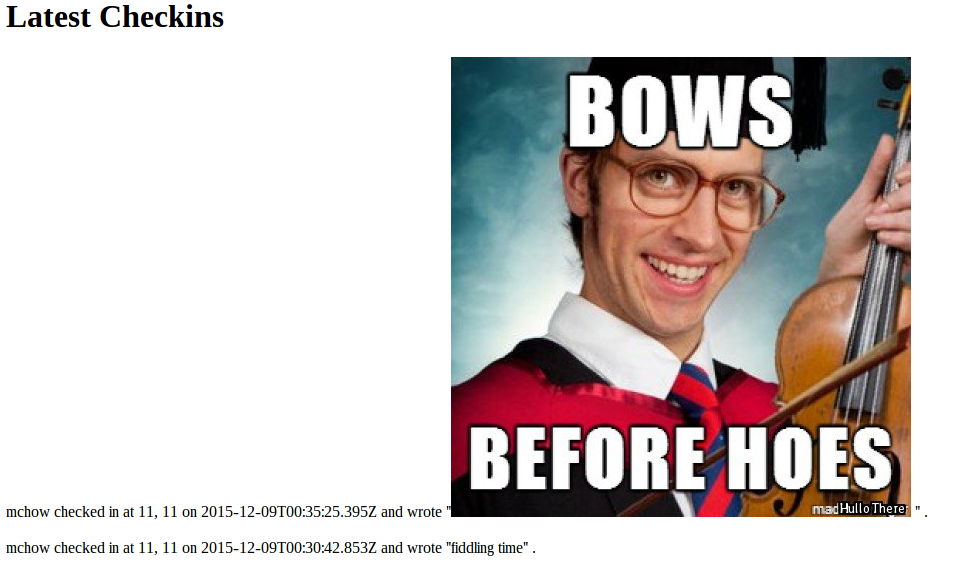 Latest Checkins
BOWS
BEFORE HOES
Hullo There
mchow checked in at 11, 11 on 2015-12-09T00:35:25.395Z and wrote " " .
mchow checked in at 11, 11 on 2015-12-09T00:30:42.853Z and wrote "fiddling time" .